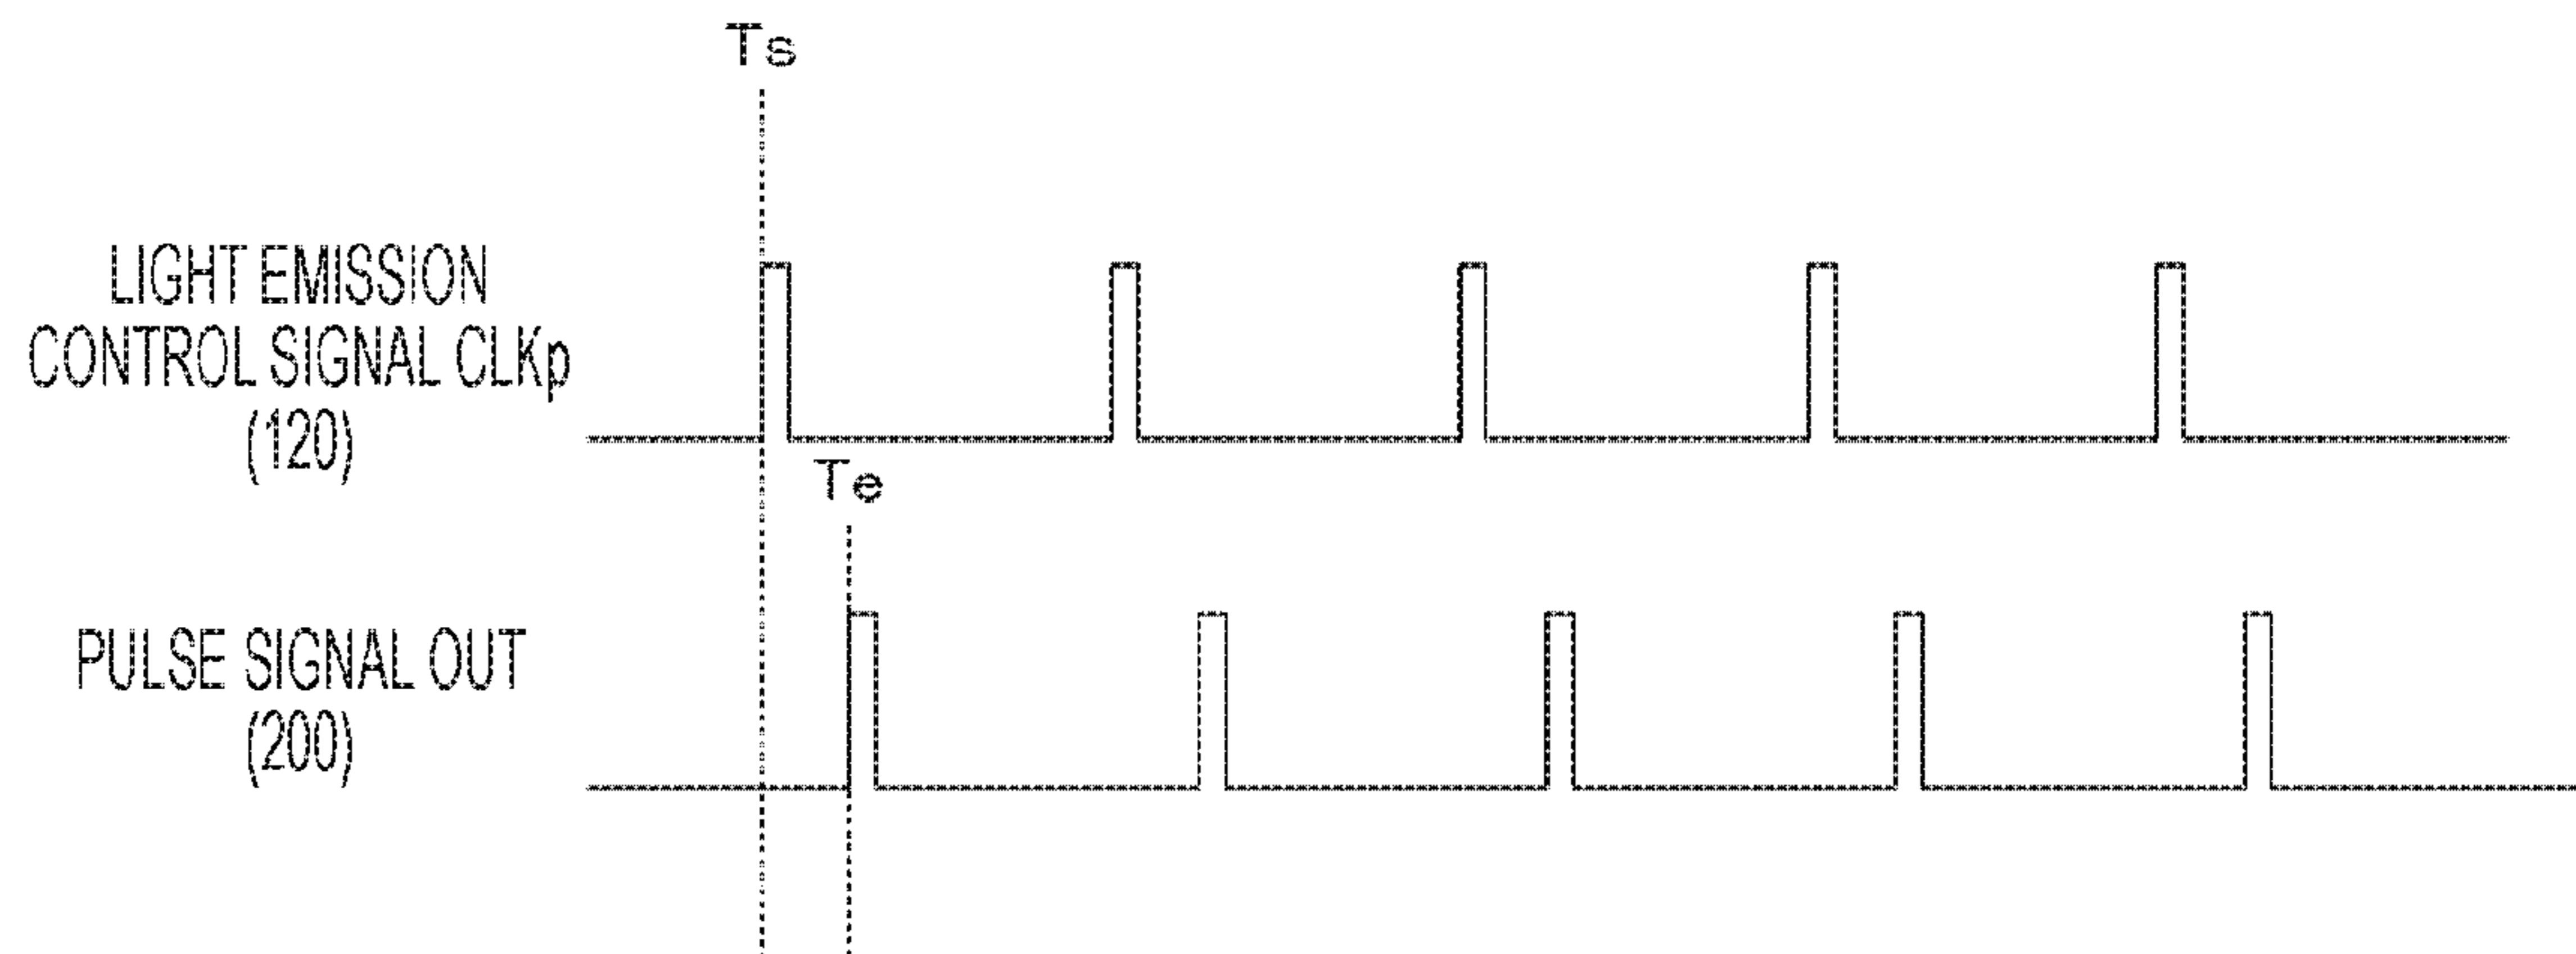 Ts
LIGHT EMISSION
CONTROL SIGNAL CLKp
(120)
Te
PULSE SIGNAL OUT
(200)